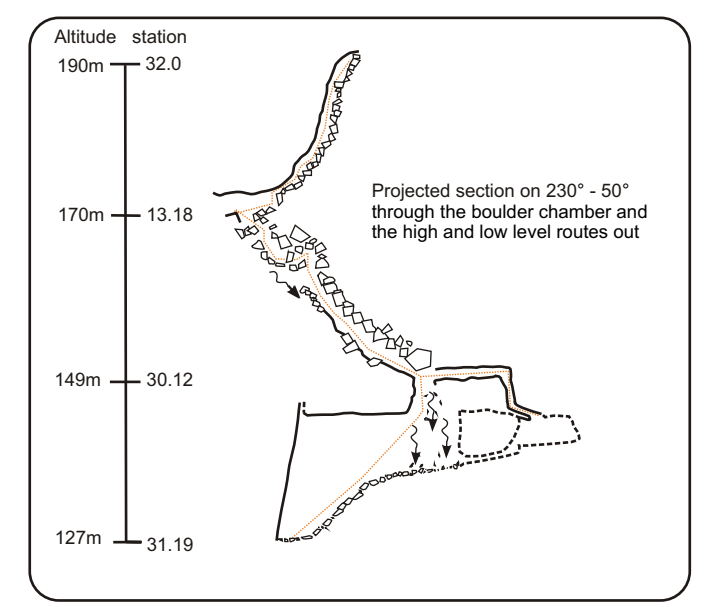 Altitude station
190m 32.0
Projected section on 230° - 50°
170m 13.18 through the boulder chamber and
the high and low level routes out
149m 30.12
127m 31.19